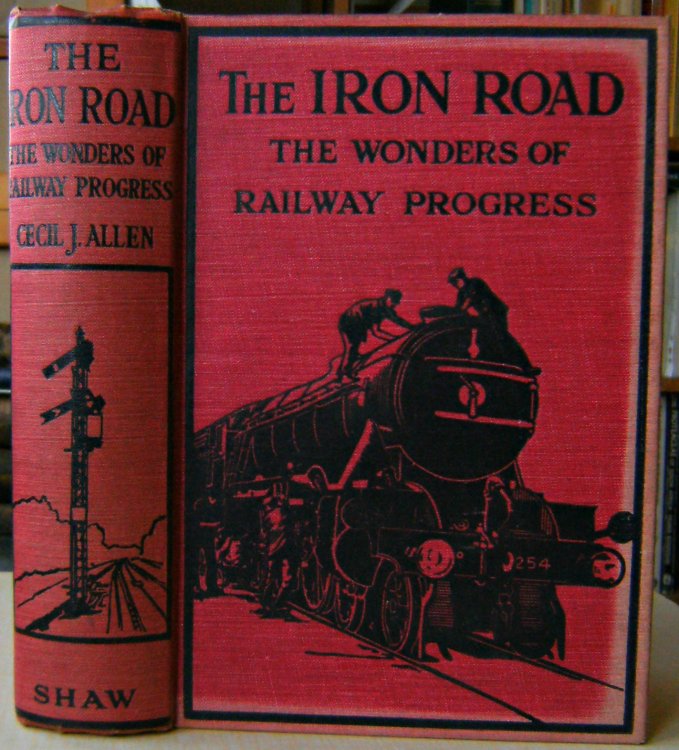 THE
IRON ROAD
THE WONDERS OF
RAILWAY PROGRESS
CECIL J. ALLEN
SHAW
THE IRON ROAD
THE WONDERS OF
RAILWAY PROGRESS
254